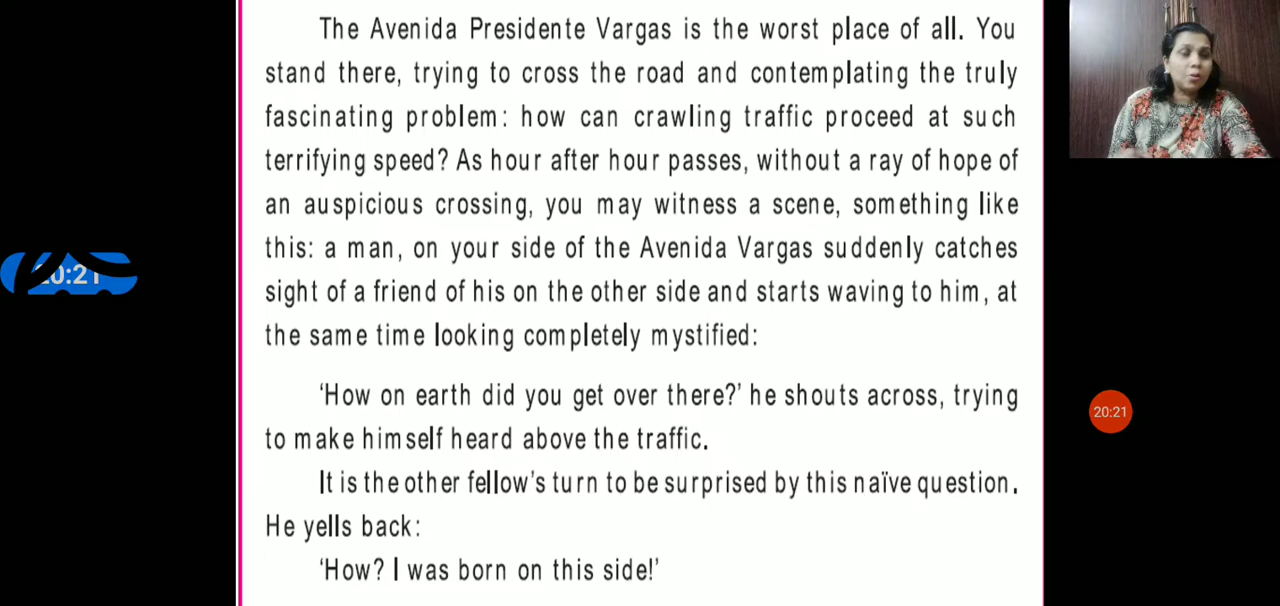 The Avenida Presidente Vargas is the worst place of all. You
stand there, trying to cross the road and contemplating the truly
fascinating problem: how can crawling traffic proceed at such
terrifying speed? As hour after hour passes, without a ray of hope of
an auspicious crossing, you may witness a scene, something like
this: a man, on your side of the Avenida Vargas suddenly catches
sight of a friend of his on the other side and starts waving to him, at
the same time looking completely mystified:
‘How on earth did you get over there?’ he shouts across, trying
to make himself heard above the traffic.
It is the other fellow’s turn to be surprised by this naïve question.
He yells back:
‘How? I was born on this side!’
20:21
20:21